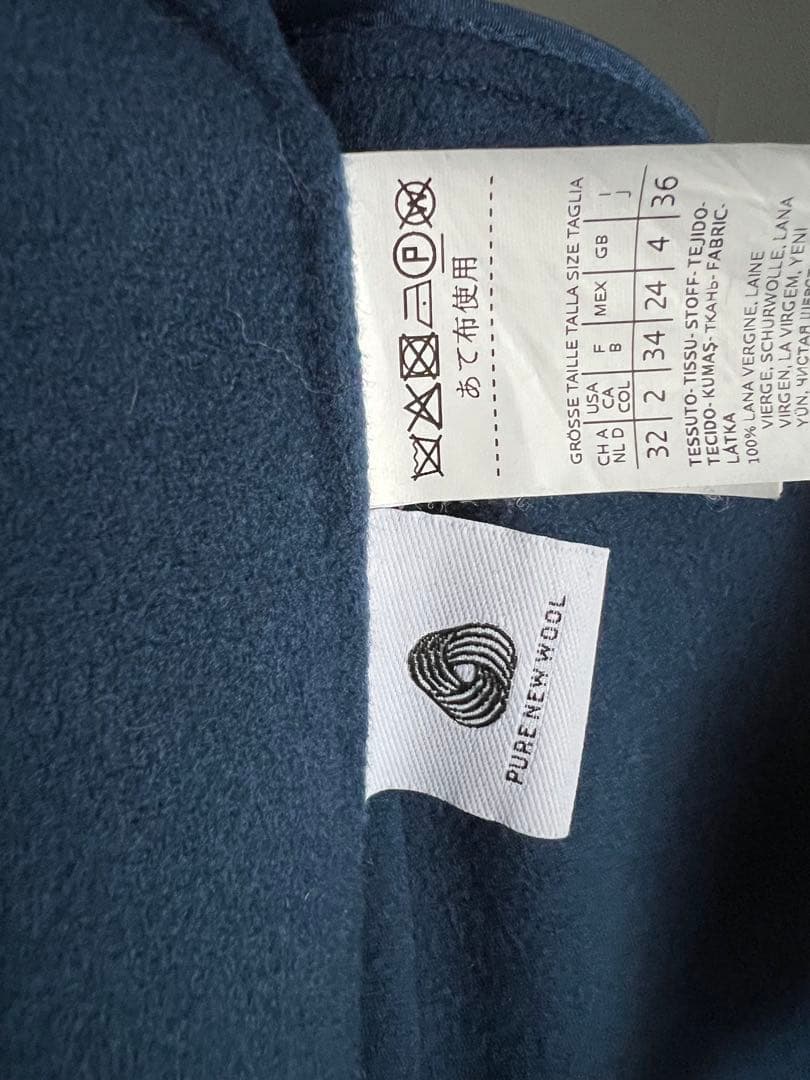 P
W
あて布使用
GRÖSSE TAILLE TALLA SIZE TAGLIA
CH A USA F MEX GB I
NL D CA B J
COL
32 2 34 24 4 36
TESSUTO- TISSU- STOFF- TEJIDO-
TECIDO- KUMAŞ- ТКАНЬ- FABRIC-
LÁTKA
100% LANA VERGINE, LAINE
VIERGE, SCHURWOLLE, LANA
VIRGEN, LA VIRGEM, YENI
YÜN, ЧИСТАЯ
PURE NEW WOOL